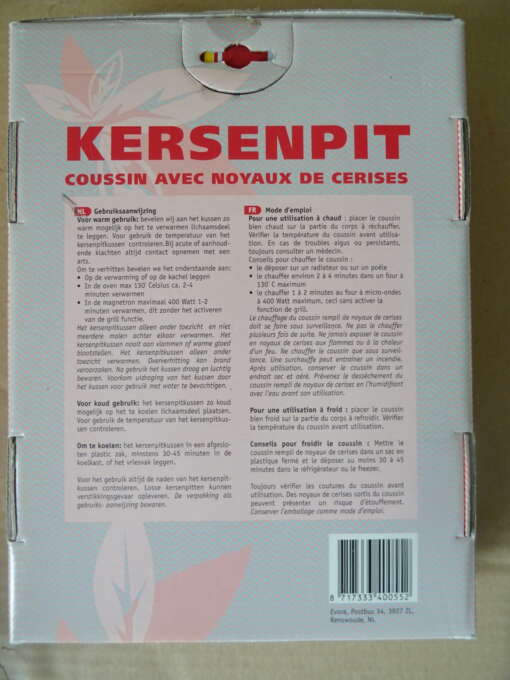 KERSENPIT
COUSSIN AVEC NOYAUX DE CERISES
NL Gebruiksaanwijzing
Voor warm gebruik: bevelen wij aan het kussen zo
warm mogelijk op het te verwarmen lichaamsdeel
te leggen. Voor gebruik de temperatuur van het
kersenpitkussen controleren.Bij acute of aanhoud-
ende klachten altijd contact opnemen met een
arts.
Om te verhitten bevelen we het onderstaande aan:
• Op de verwarming of op de kachel leggen
• In de oven max 130 Celsius ca. 2-4
minuten verwarmen
• In de magnetron maximaal 400 Watt 1-2
minuten verwarmen, dit zonder het activeren
van de grill functie.
Het kersenpitkussen alleen onder toezicht en niet
meerdere malen achter elkaar verwarmen. Het
kersenpitkussen nooit aan vlammen of warme gloed
blootstellen. Het kersenpitkussen alleen onder
toezicht verwarmen. Oververhitting kan brand
veroorzaken. Na gebruik het kussen droog en luchtig
bewaren. Voorkom uitdroging van het kussen door
het kussen voor gebruik met water te bevochtigen.
Voor koud gebruik: het kersenpitkussen zo koud
mogelijk op het te koelen lichaamsdeel plaatsen.
Voor gebruik de temperatuur van het kersenpitkus-
sen controleren.
Om te koelen: het kersenpitkussen in een afgeslo-
ten plastic zak, minstens 30-45 minuten in de
koelkast, of het vriesvak leggen.
Voor het gebruik altijd de naden van het kersenpit-
kussen controleren. Losse kersenpitten kunnen
verstikkingsgevaar opleveren. De verpakking als
gebruiks- aanwijzing bewaren.
FR Mode d'emploi
Pour une utilisation à chaud : placer le coussin
bien chaud sur la partie du corps à réchauffer.
Vérifier la température du coussin avant utilisa-
tion. En cas de troubles aigus ou persistants,
toujours consulter un médecin.
Conseils pour chauffer le coussin :
• le déposer sur un radiateur ou sur un poêle
• le chauffer environ 2 à 4 minutes dans un four à
130˚ C maximum
• le chauffer 1 à 2 minutes au four à micro-ondes
à 400 Watt maximum, ceci sans activer la
fonction de grill.
Le chauffage du coussin rempli de noyaux de cerises
doit se faire sous surveillance. Ne pas le chauffer
plusieurs fois de suite. Ne jamais exposer le coussin
en noyaux de cerises aux flammes ou à la chaleur
d'un feu. Ne chauffer le coussin que sous surveil-
lance. Une surchauffe peut entraîner un incendie.
Après utilisation, conserver le coussin dans un
endroit sec et aéré. Prévenez le dessèchement du
coussin rempli de noyaux de cerises en l'humidifiant
avec l'eau avant son utilisation.
Pour une utilisation à froid : placer le coussin
bien froid sur la partie du corps à refroidir. Vérifier
la température du coussin avant utilisation.
Conseils pour froidir le coussin : Mettre le
coussin rempli de noyaux de cerises dans un sac en
plastique fermé et le déposer au moins 30 à 45
minutes dans le réfrigérateur ou le freezer.
Toujours vérifier les coutures du coussin avant
utilisation. Des noyaux de cerises sortis du coussin
peuvent présenter un risque d'étouffement.
Conserver l'emballage comme mode d'emploi.
8 717333 400552
Evora, Postbus 34, 3927 ZL,
Renswoude, NL